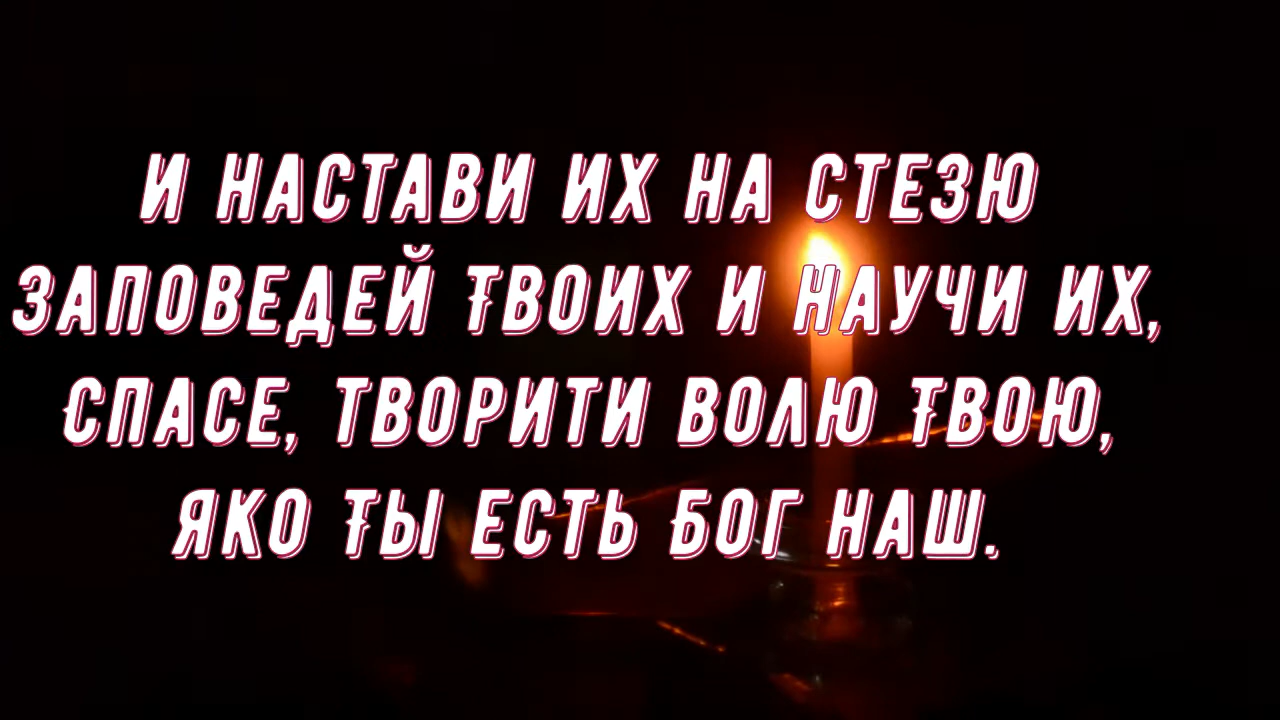 И НАСТАВИ ИХ НА СТЕЗЮ
ЗАПОВЕДЕЙ ТВОИХ И НАУЧИ ИХ,
СПАСЕ, ТВОРИТИ ВОЛЮ ТВОЮ,
ЯКО ТЫ ЕСТЬ БОГ НАШ.